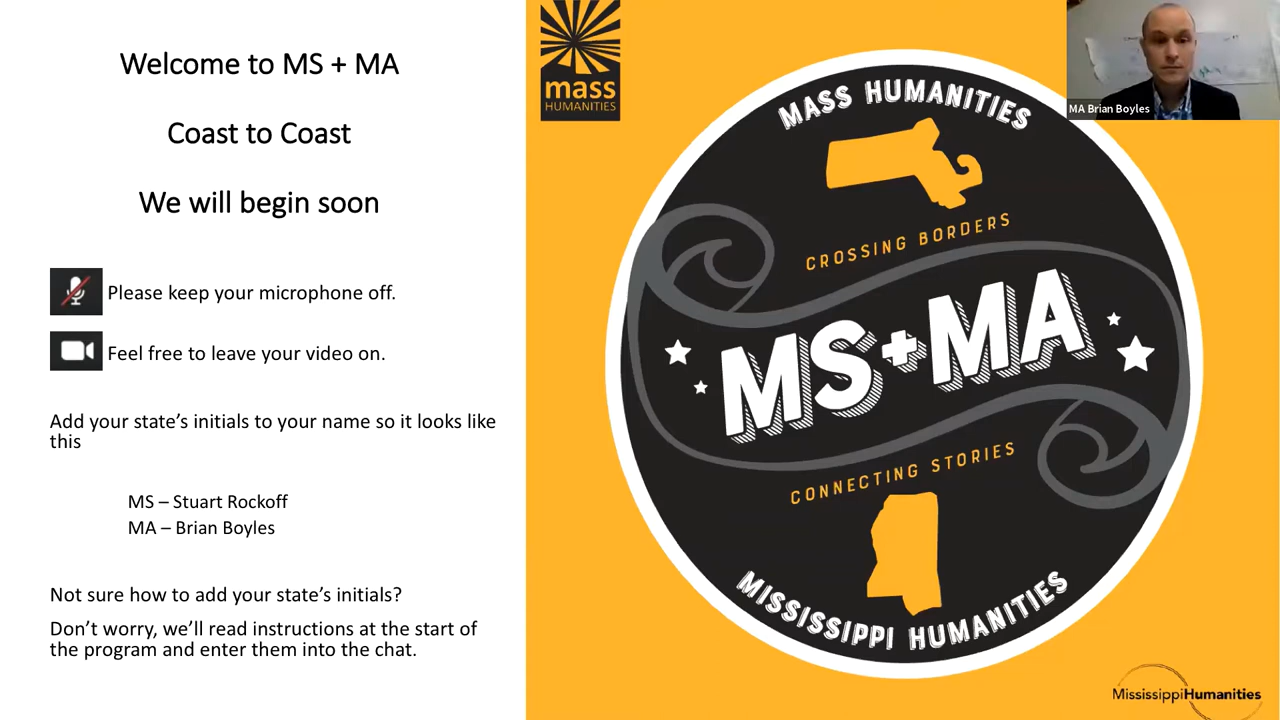 Welcome to MS + MA
Coast to Coast
We will begin soon
Please keep your microphone off.
Feel free to leave your video on.
Add your state’s initials to your name so it looks like
this
MS – Stuart Rockoff
MA – Brian Boyles
Not sure how to add your state’s initials?
Don’t worry, we’ll read instructions at the start of
the program and enter them into the chat.
mass
HUMANITIES
MASS HUMANITIES
CROSSING BORDERS
MS+MA
CONNECTING STORIES
MISSISSIPPI HUMANITIES
MA Brian Boyles
MississippiHumanities